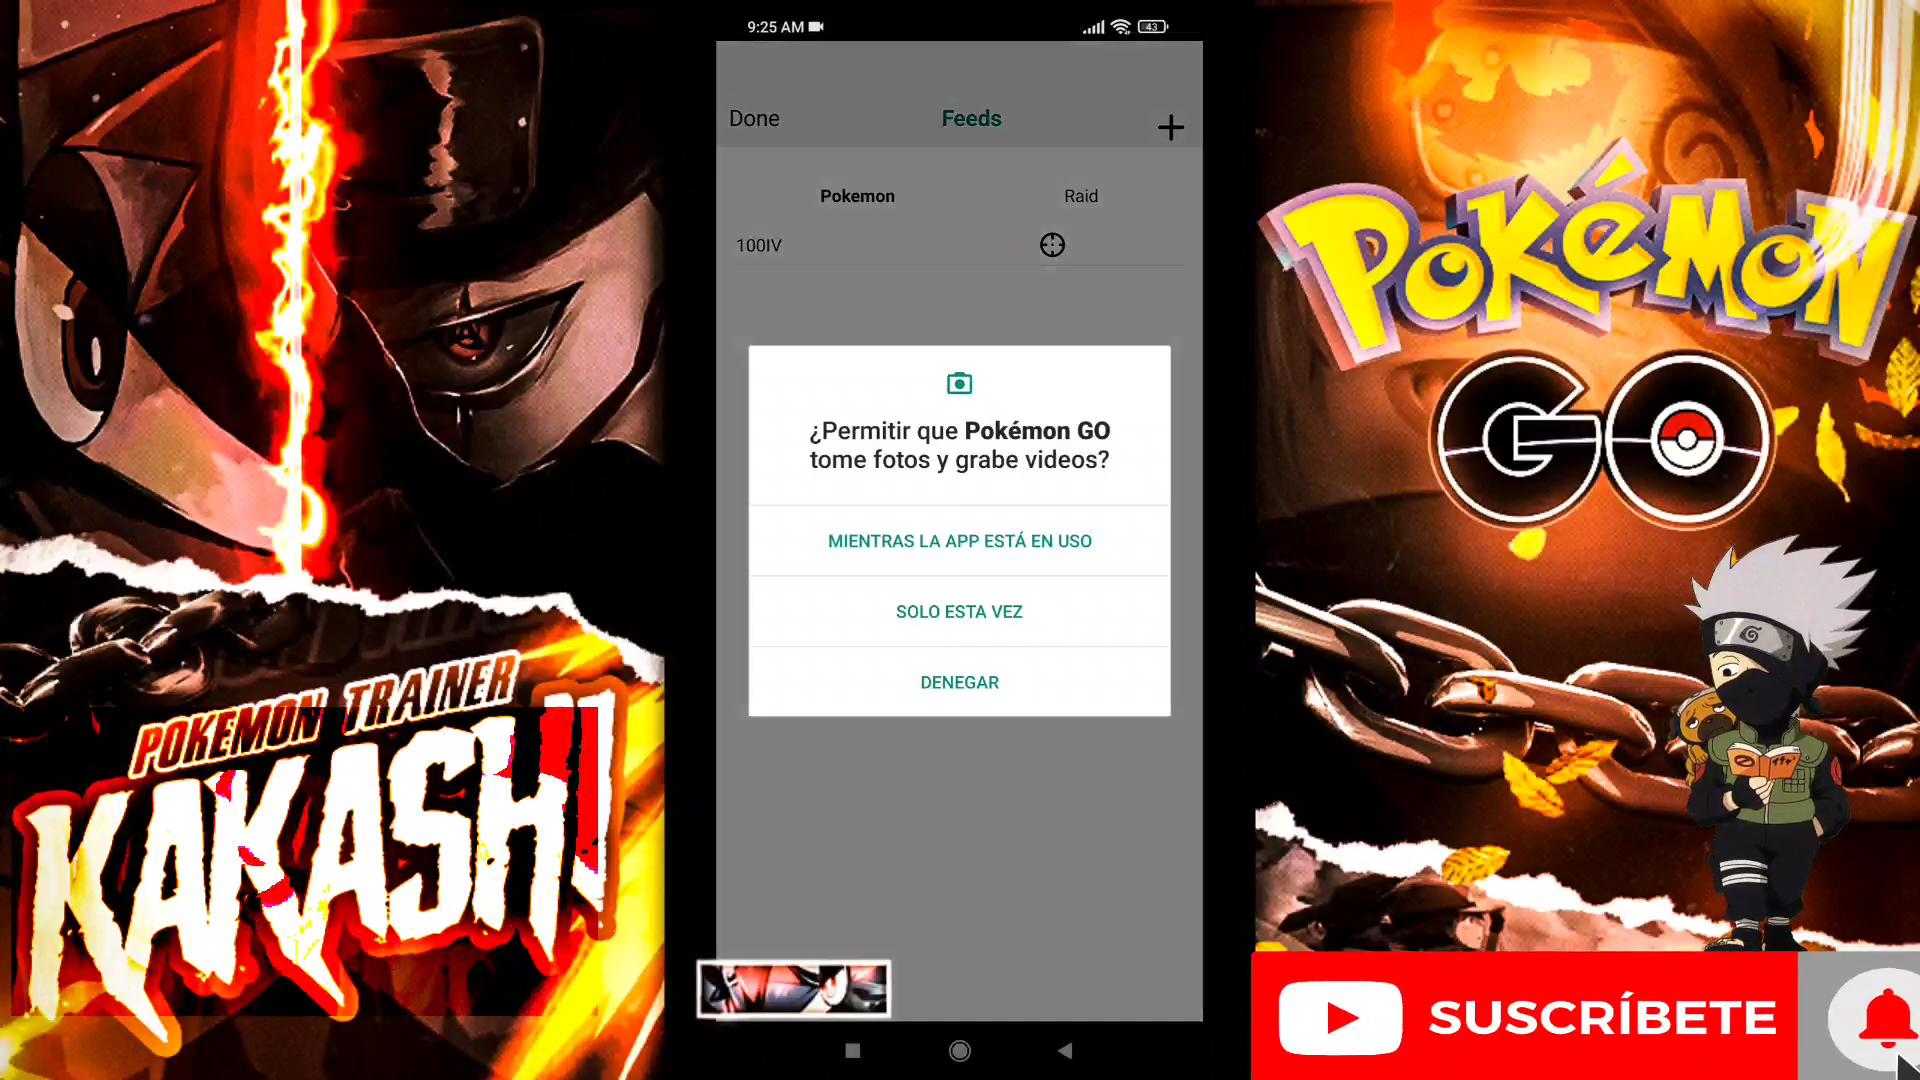 9:25 AM
43
Done
Feeds
+
Pokemon
Raid
100IV
¿Permitir que Pokémon GO
tome fotos y grabe videos?
MIENTRAS LA APP ESTÁ EN USO
SOLO ESTA VEZ
DENEGAR
POKEMON TRAINER
KAKASHI
POKéMON
GO
SUSCRÍBETE